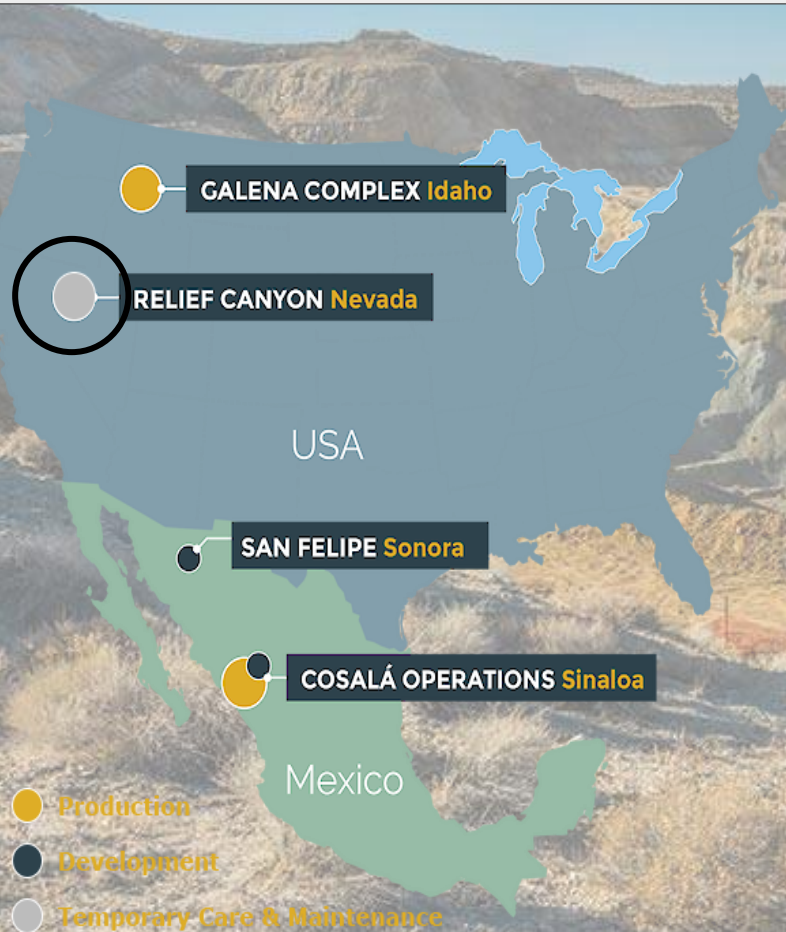 GALENA COMPLEX Idaho
RELIEF CANYON Nevada
USA
SAN FELIPE Sonora
COSALÁ OPERATIONS Sinaloa
Mexico
Production
Development
Temporary Care & Maintenance